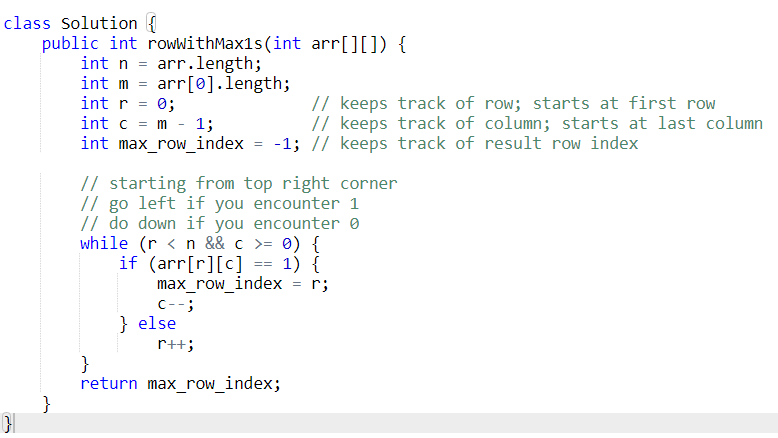 class Solution {
    public int rowWithMax1s(int arr[][]) {
        int n = arr.length;
        int m = arr[0].length;
        int r = 0;              // keeps track of row; starts at first row
        int c = m - 1;          // keeps track of column; starts at last column
        int max_row_index = -1; // keeps track of result row index

        // starting from top right corner
        // go left if you encounter 1
        // do down if you encounter 0
        while (r < n && c >= 0) {
            if (arr[r][c] == 1) {
                max_row_index = r;
                c--;
            } else
                r++;
        }
        return max_row_index;
    }
}